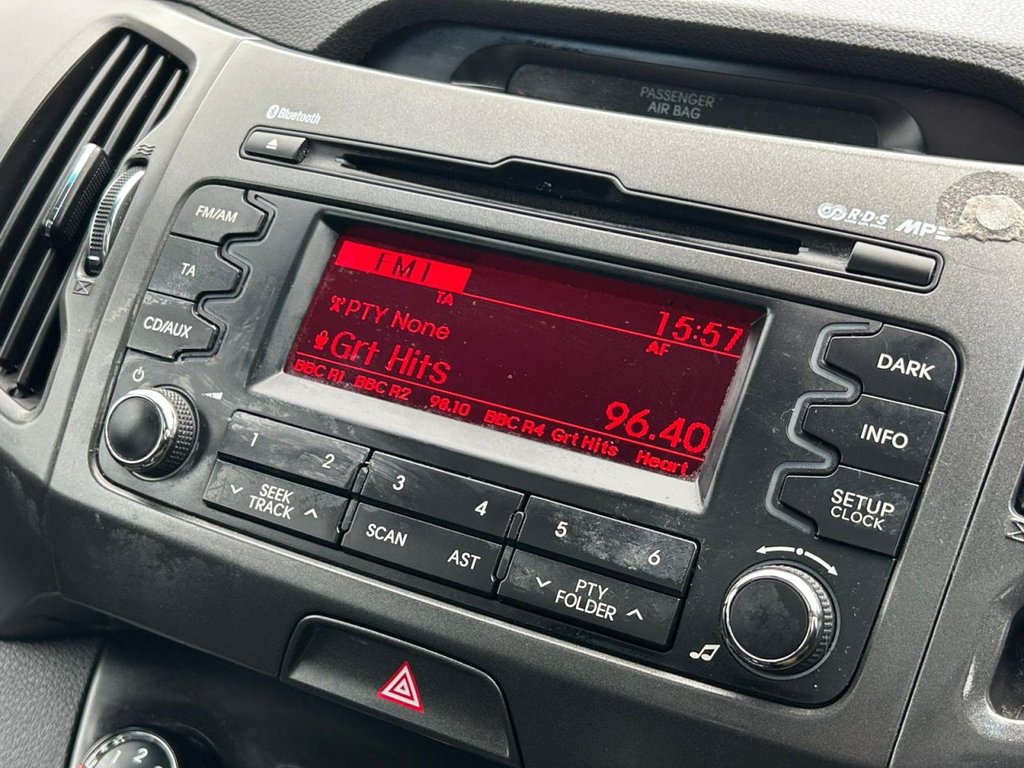 PASSENGER
AIR BAG
Bluetooth
R·D·S
FM/AM
TA
CD/AUX
FM1
TA
15:57
AF
PTY None
Grt Hits
96.40
BBC R1 BBC R2 98.10 BBC R4 Grt Hits Heart
DARK
INFO
SETUP
CLOCK
1 2
3 4
5 6
SEEK
TRACK
SCAN AST
PTY
FOLDER
1 2